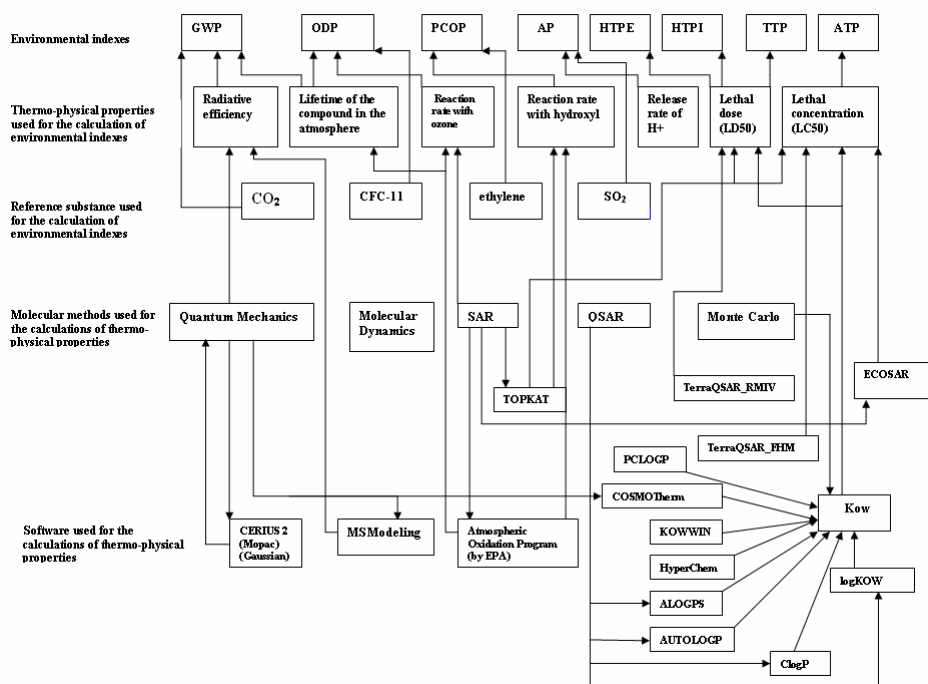 Environmental indexes
GWP
ODP
PCOP
AP
HTPE
HTPI
TTP
ATP
Thermo-physical properties
used for the calculation of
environmental indexes
Radiative
efficiency
Lifetime of the
compound in the
atmosphere
Reaction
rate with
ozone
Reaction rate
with hydroxyl
Release
rate of
H+
Lethal
dose
(LD50)
Lethal
concentration
(LC50)
Reference substance used
for the calculation of
environmental indexes
CO2
CFC-11
ethylene
SO2
Molecular methods used for
the calculations of thermo-
physical properties
Quantum Mechanics
Molecular
Dynamics
SAR
QSAR
Monte Carlo
ECOSAR
TOPKAT
TerraQSAR_RMIV
TerraQSAR_FHM
PCLOGP
COSMOTherm
Kow
Software used for the
calculations of thermo-physical
properties
CERIUS 2
(Mopac)
(Gaussian)
MSModeling
Atmospheric
Oxidation Program
(by EPA)
KOWWIN
HyperChem
logKOW
ALOGPS
AUTOLOGP
ClogP